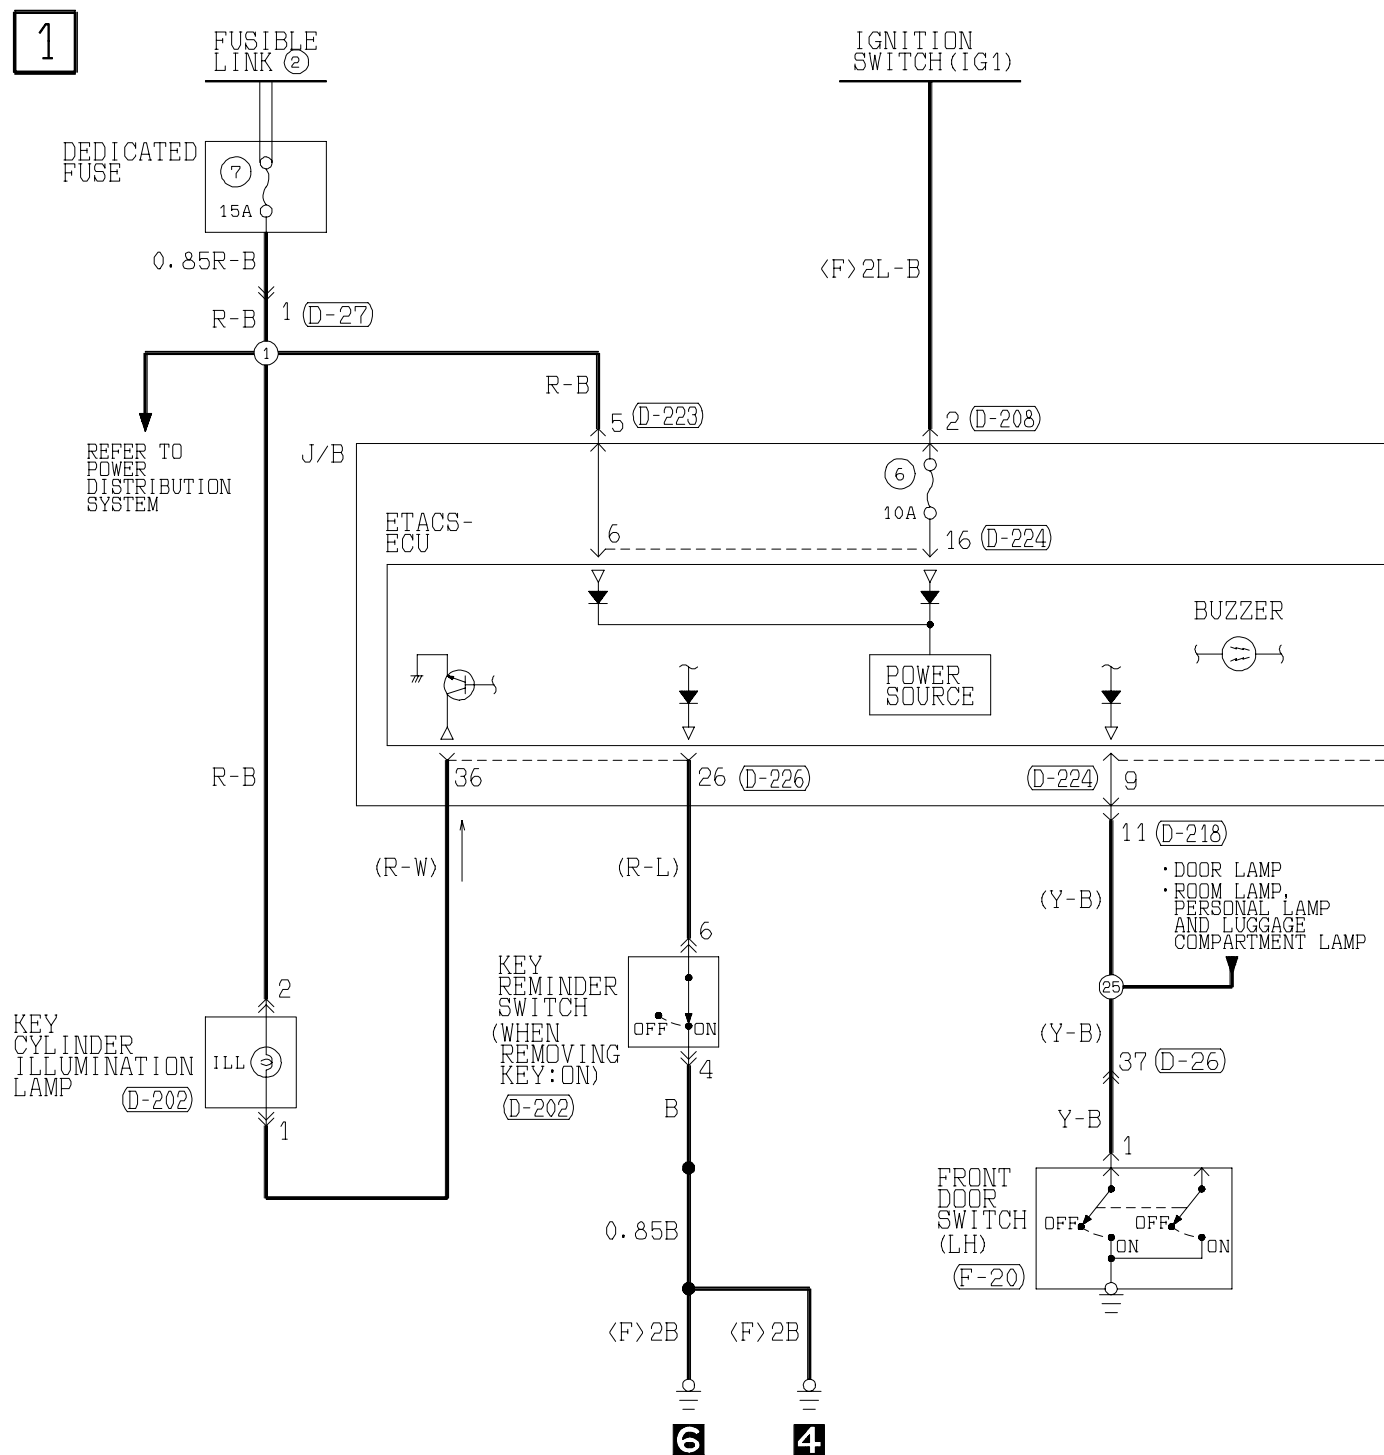 1
FUSIBLE
LINK ②
IGNITION
SWITCH(IG1)
DEDICATED
FUSE
7
15A
0.85R-B
<F>2L-B
1 (D-27)
R-B
1
R-B
5 (D-223)
2 (D-208)
REFER TO
POWER
DISTRIBUTION
SYSTEM
J/B
6
10A
ETACS-
ECU
6
16 (D-224)
BUZZER
POWER
SOURCE
R-B
36
26 (D-226)
(D-224) 9
11 (D-218)
(R-W)
(R-L)
(Y-B)
・DOOR LAMP
・ROOM LAMP,
PERSONAL LAMP
AND LUGGAGE
COMPARTMENT LAMP
6
2
KEY
REMINDER
SWITCH
(WHEN
REMOVING
KEY:ON)
(D-202)
OFF ON
25
KEY
CYLINDER
ILLUMINATION
LAMP
(D-202)
ILL
(Y-B)
37 (D-26)
4
1
B
Y-B
1
FRONT
DOOR
SWITCH
(LH)
(F-20)
OFF
ON
OFF
ON
0.85B
<F>2B
<F>2B
6
4